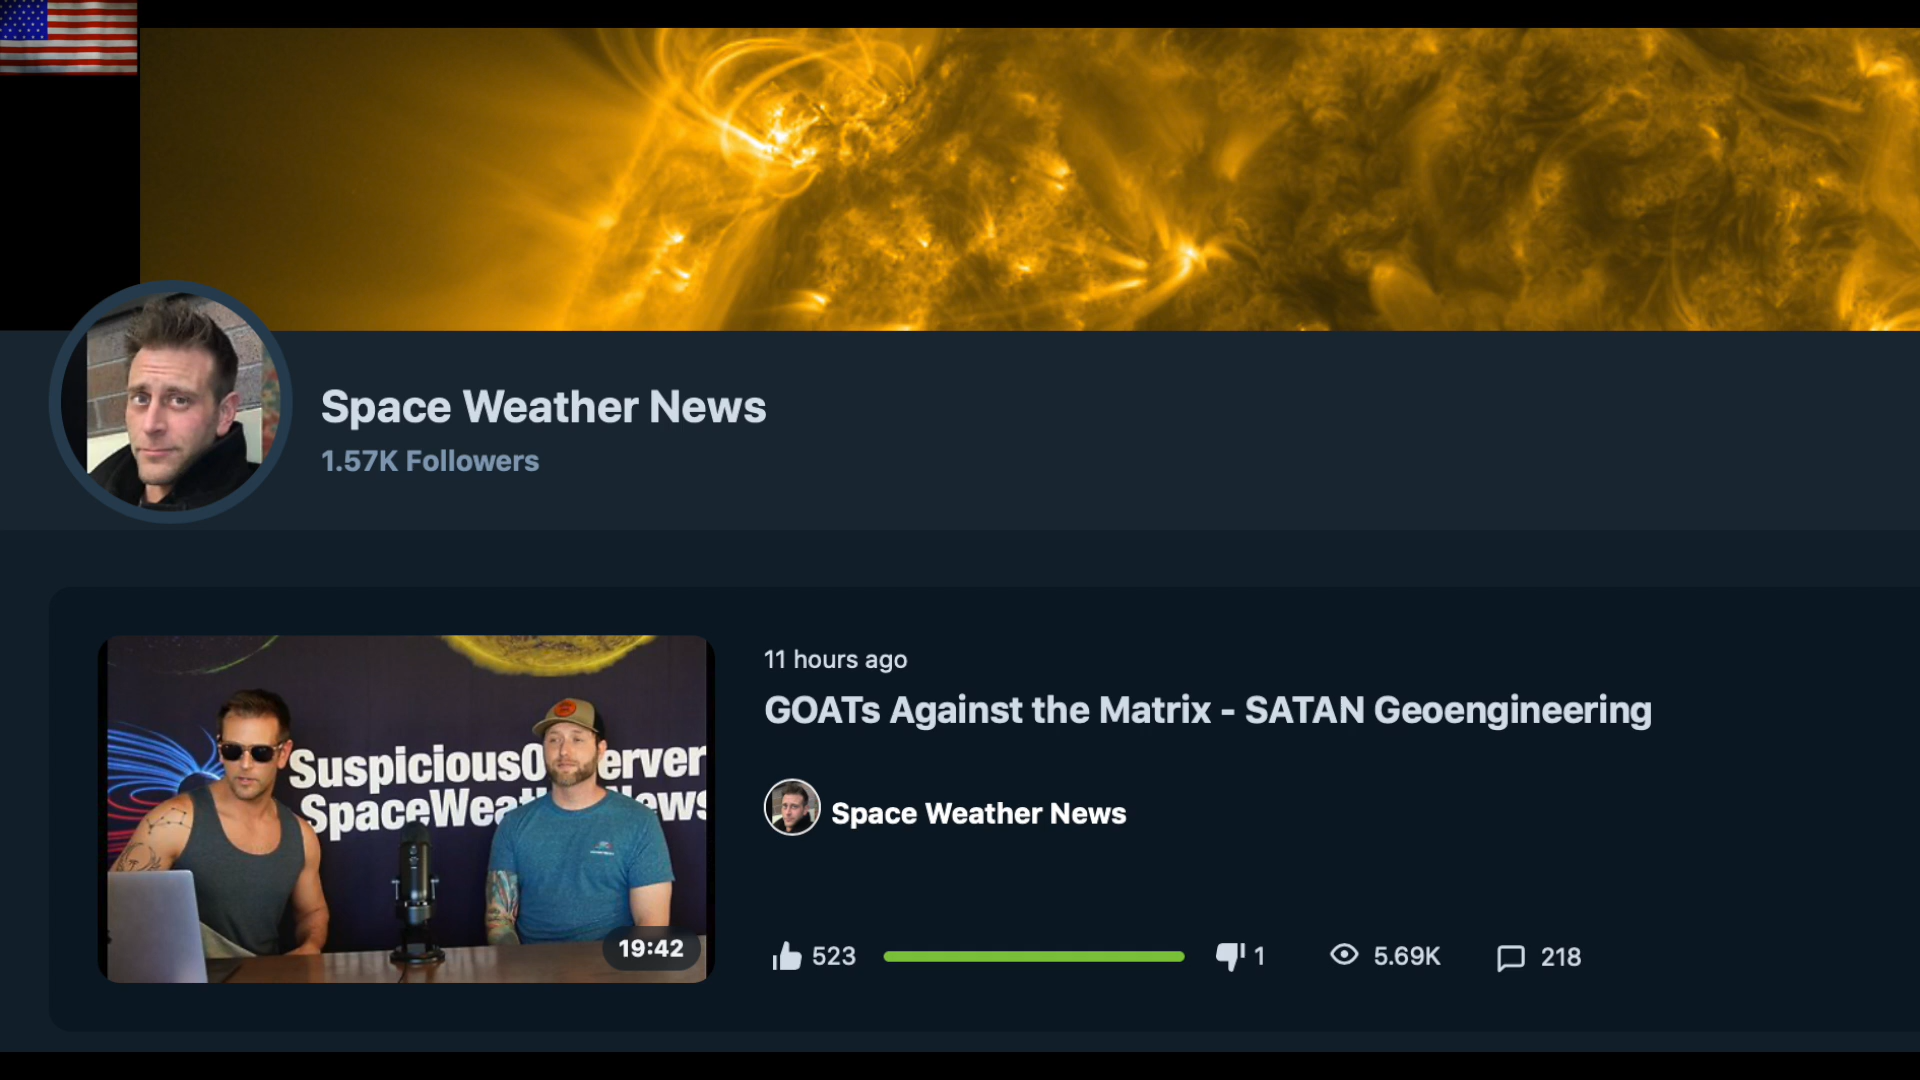 Space Weather News
1.57K Followers
11 hours ago
GOATs Against the Matrix - SATAN Geoengineering
Space Weather News
523
1
5.69K
218
19:42